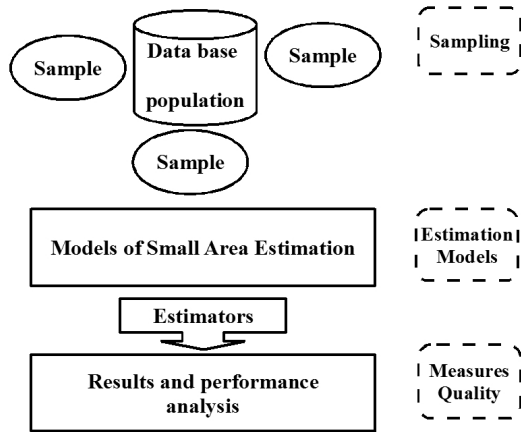 Sample
Data base
population
Sample
Sampling
Sample
Models of Small Area Estimation
Estimation
Models
Estimators
Results and performance
analysis
Measures
Quality